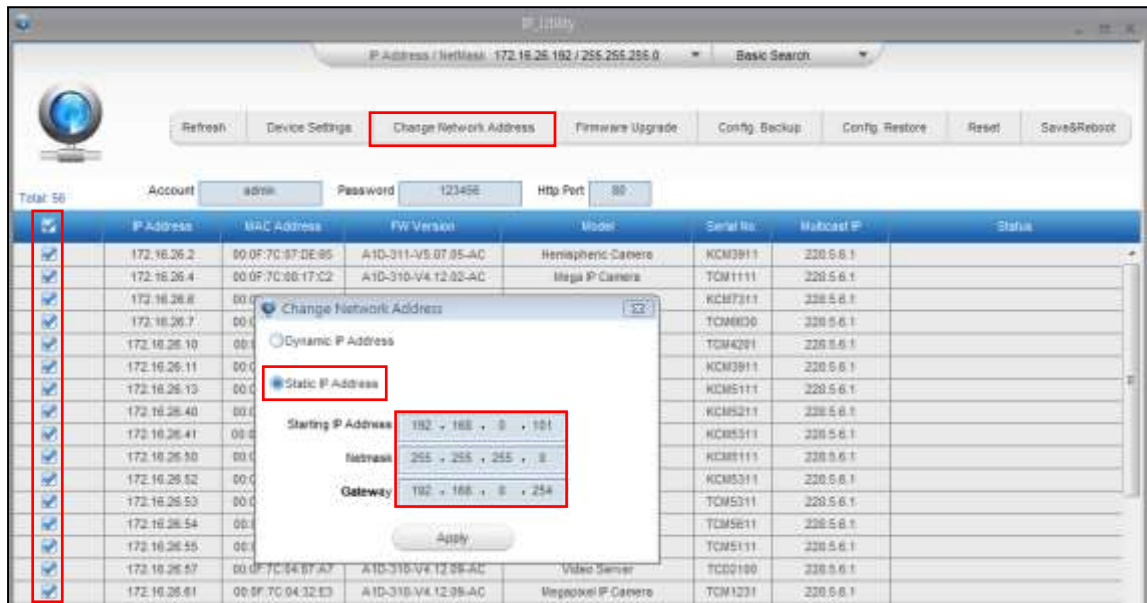 IP_Utility
IP Address / NetMask 172.16.26.192 / 255.255.255.0 Basic Search
Refresh Device Settings Change Network Address Firmware Upgrade Config. Backup Config. Restore Reset Save&Reboot
Total: 56 Account admin Password 123456 Http Port 80
IP Address MAC Address FW Version Model Serial No. Multicast IP Status
172.16.26.2 00:0F:7C:07:DE:85 A1D-311-V5.07.05-AC Hemispheric Camera KCM3911 228.5.6.1
172.16.26.4 00:0F:7C:00:17:C2 A1D-310-V4.12.02-AC Mega IP Camera TCM1111 228.5.6.1
172.16.26.6 KCM7311 228.5.6.1
172.16.26.7 TCM6630 228.5.6.1
172.16.26.10 TCM4201 228.5.6.1
172.16.26.11 KCM3911 228.5.6.1
172.16.26.13 KCM5111 228.5.6.1
172.16.26.40 KCM5211 228.5.6.1
172.16.26.41 KCM5311 228.5.6.1
172.16.26.50 KCM8111 228.5.6.1
172.16.26.52 KCM5311 228.5.6.1
172.16.26.53 TCM5311 228.5.6.1
172.16.26.54 TCM5611 228.5.6.1
172.16.26.55 TCM5111 228.5.6.1
172.16.26.57 00:0F:7C:04:87:A7 A1D-310-V4.12.09-AC Video Server TCD2100 228.5.6.1
172.16.26.61 00:0F:7C:04:32:E3 A1D-310-V4.12.09-AC Megapixel IP Camera TCM1231 228.5.6.1
Change Network Address
Dynamic IP Address
Static IP Address
Starting IP Address 192 . 168 . 0 . 101
Netmask 255 . 255 . 255 . 0
Gateway 192 . 168 . 0 . 254
Apply